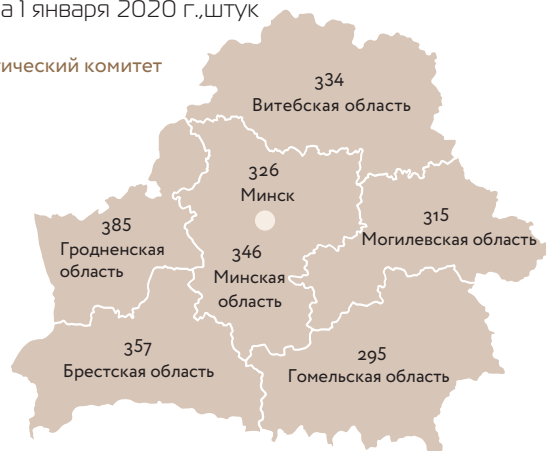 а 1 января 2020 г.,штук
тический комитет
334
Витебская область
326
Минск
385
Гродненская
область
315
Могилевская область
346
Минская
область
357
Брестская область
295
Гомельская область